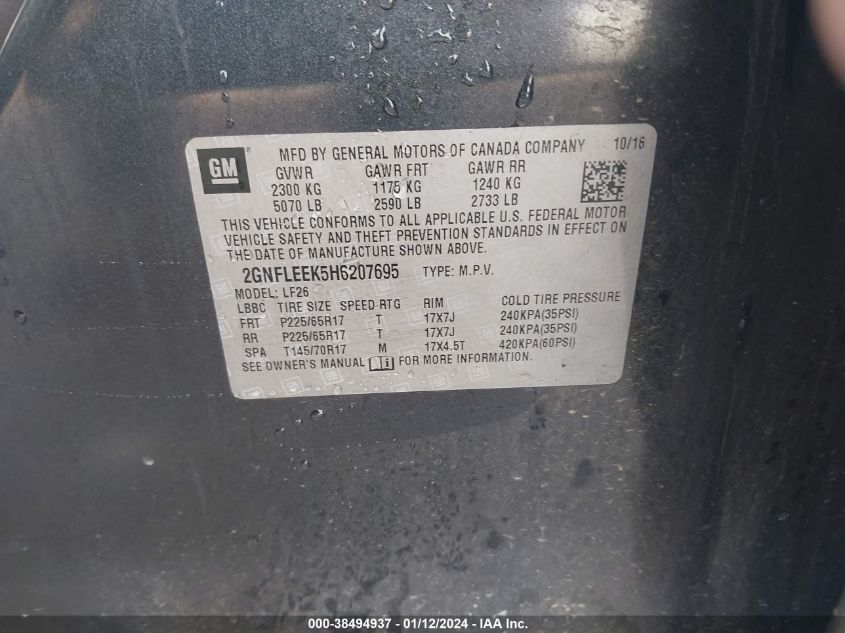 GM
MFD BY GENERAL MOTORS OF CANADA COMPANY 10/16
GVWR GAWR FRT GAWR RR
2300 KG 1175 KG 1240 KG
5070 LB 2590 LB 2733 LB
THIS VEHICLE CONFORMS TO ALL APPLICABLE U.S. FEDERAL MOTOR
VEHICLE SAFETY AND THEFT PREVENTION STANDARDS IN EFFECT ON
THE DATE OF MANUFACTURE SHOWN ABOVE.
2GNFLEEK5H6207695 TYPE: M.P.V.
MODEL: LF26
LBBC TIRE SIZE SPEED RTG RIM COLD TIRE PRESSURE
FRT P225/65R17 T 17X7J 240KPA(35PSI)
RR P225/65R17 T 17X7J 240KPA(35PSI)
SPA T145/70R17 M 17X4.5T 420KPA(60PSI)
SEE OWNER'S MANUAL FOR MORE INFORMATION.
000-38494937 - 01/12/2024 - IAA Inc.